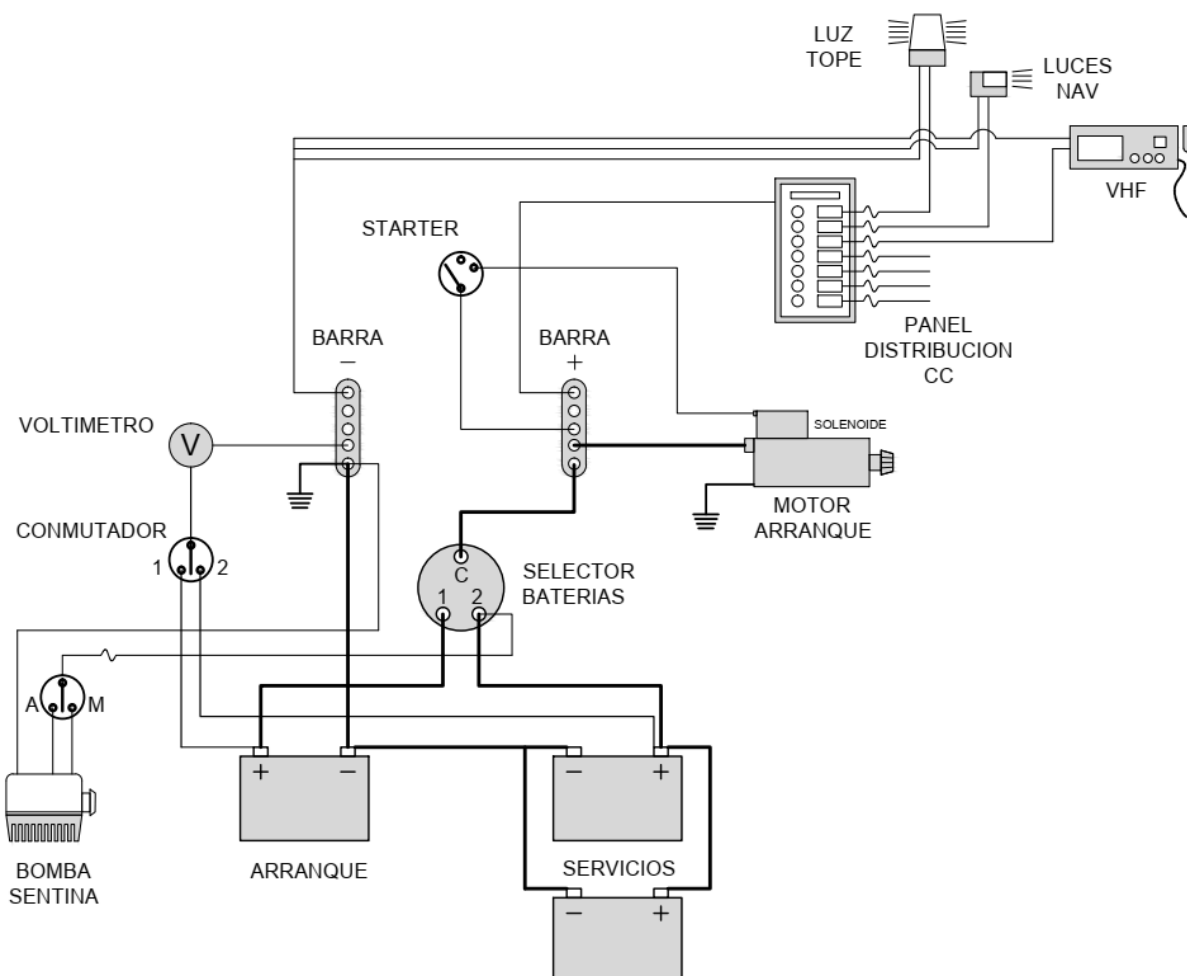 LUZ
TOPE
LUCES
NAV
VHF
STARTER
PANEL
DISTRIBUCION
CC
BARRA
−
BARRA
+
VOLTIMETRO
V
SOLENOIDE
MOTOR
ARRANQUE
CONMUTADOR
1 2
C
1 2
SELECTOR
BATERIAS
A M
+ −
− +
BOMBA
SENTINA
ARRANQUE
SERVICIOS
− +